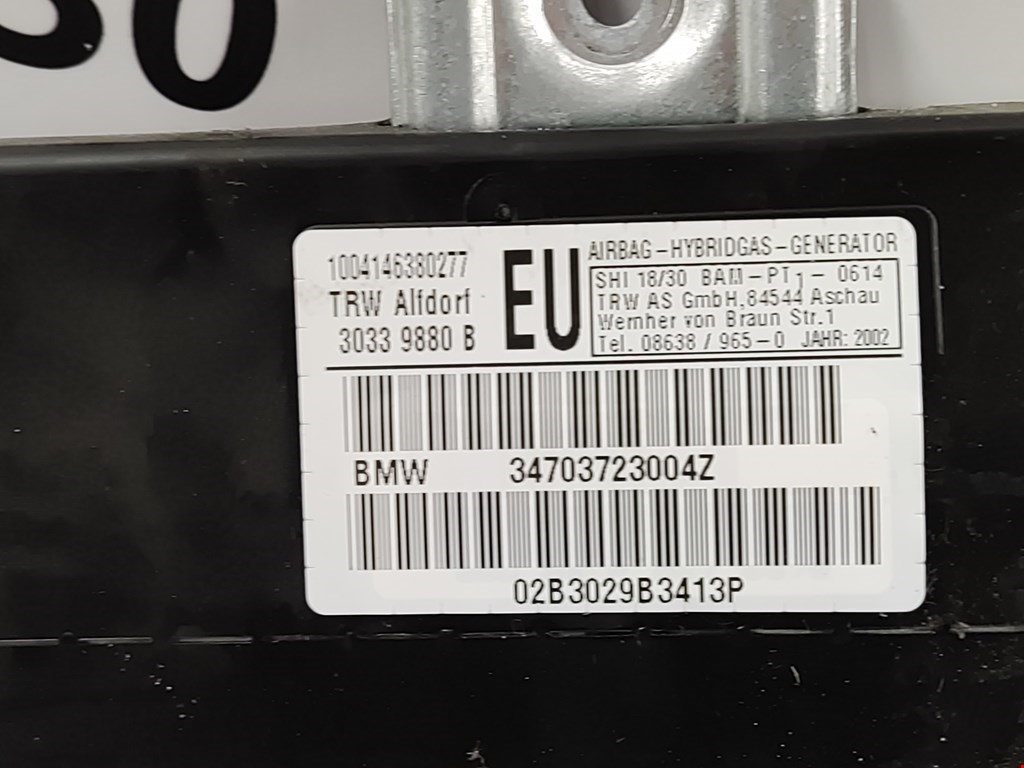 1004146380277
TRW Alfdorf
3033 9880 B
EU
AIRBAG-HYBRIDGAS-GENERATOR
SHI 18/30 BAM-PT1- 0614
TRW AS GmbH,84544 Aschau
Wernher von Braun Str.1
Tel. 08638 / 965-0 JAHR: 2002
BMW 34703723004Z
02B3029B3413P